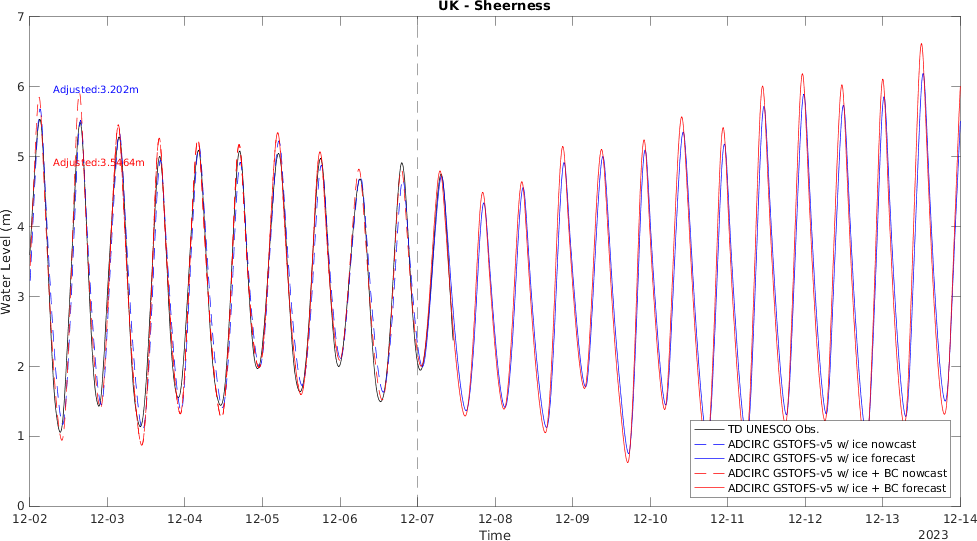 UK - Sheerness
7
6
5
4
3
2
1
0
Water Level (m)
Adjusted:3.202m
Adjusted:3.5464m
TD UNESCO Obs.
ADCIRC GSTOFS-v5 w/ ice nowcast
ADCIRC GSTOFS-v5 w/ ice forecast
ADCIRC GSTOFS-v5 w/ ice + BC nowcast
ADCIRC GSTOFS-v5 w/ ice + BC forecast
12-02 12-03 12-04 12-05 12-06 12-07 12-08 12-09 12-10 12-11 12-12 12-13 12-14
Time
2023